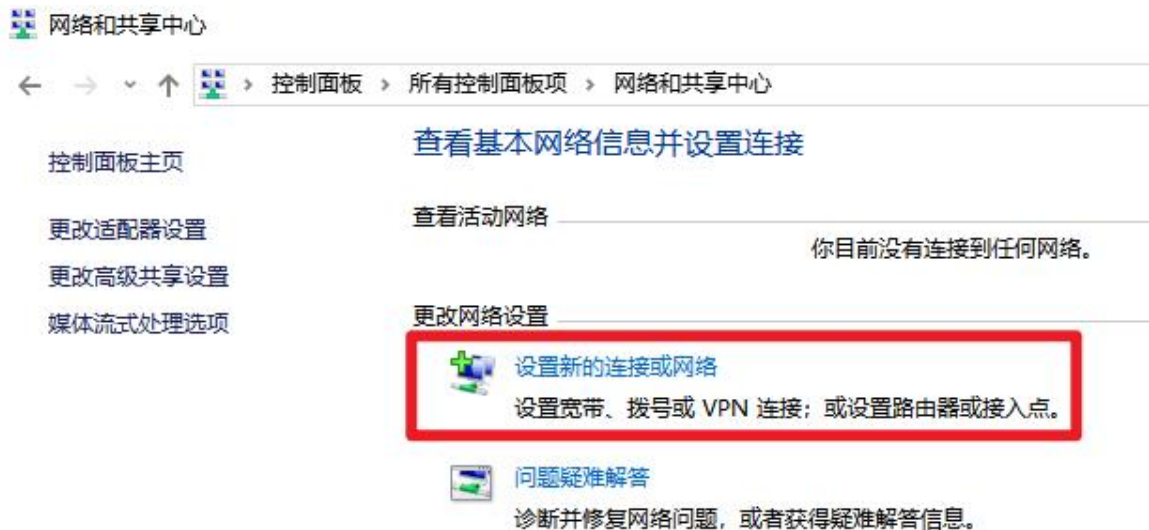 网络和共享中心
控制面板 › 所有控制面板项 › 网络和共享中心
控制面板主页
更改适配器设置
更改高级共享设置
媒体流式处理选项
查看基本网络信息并设置连接
查看活动网络
你目前没有连接到任何网络。
更改网络设置
设置新的连接或网络
设置宽带、拨号或 VPN 连接；或设置路由器或接入点。
问题疑难解答
诊断并修复网络问题，或者获得疑难解答信息。